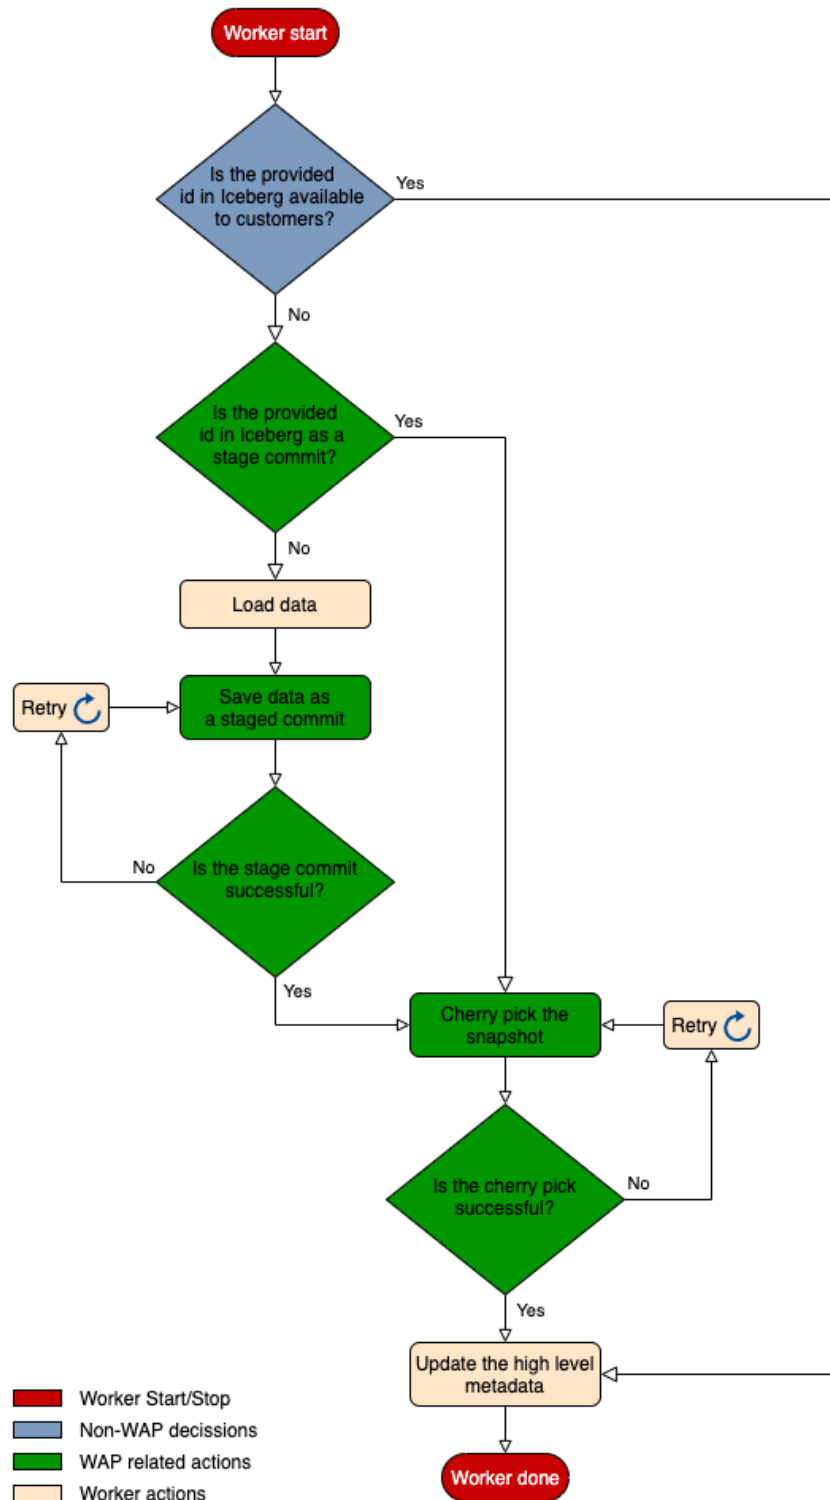 Worker start
Is the provided
id in Iceberg available
to customers?
Yes
No
Is the provided
id in Iceberg as a
stage commit?
Yes
No
Load data
Save data as
a staged commit
Retry
Is the stage commit
successful?
No
Yes
Cherry pick the
snapshot
Retry
Is the cherry pick
successful?
No
Yes
Update the high level
metadata
Worker done
Worker Start/Stop
Non-WAP decissions
WAP related actions
Worker actions